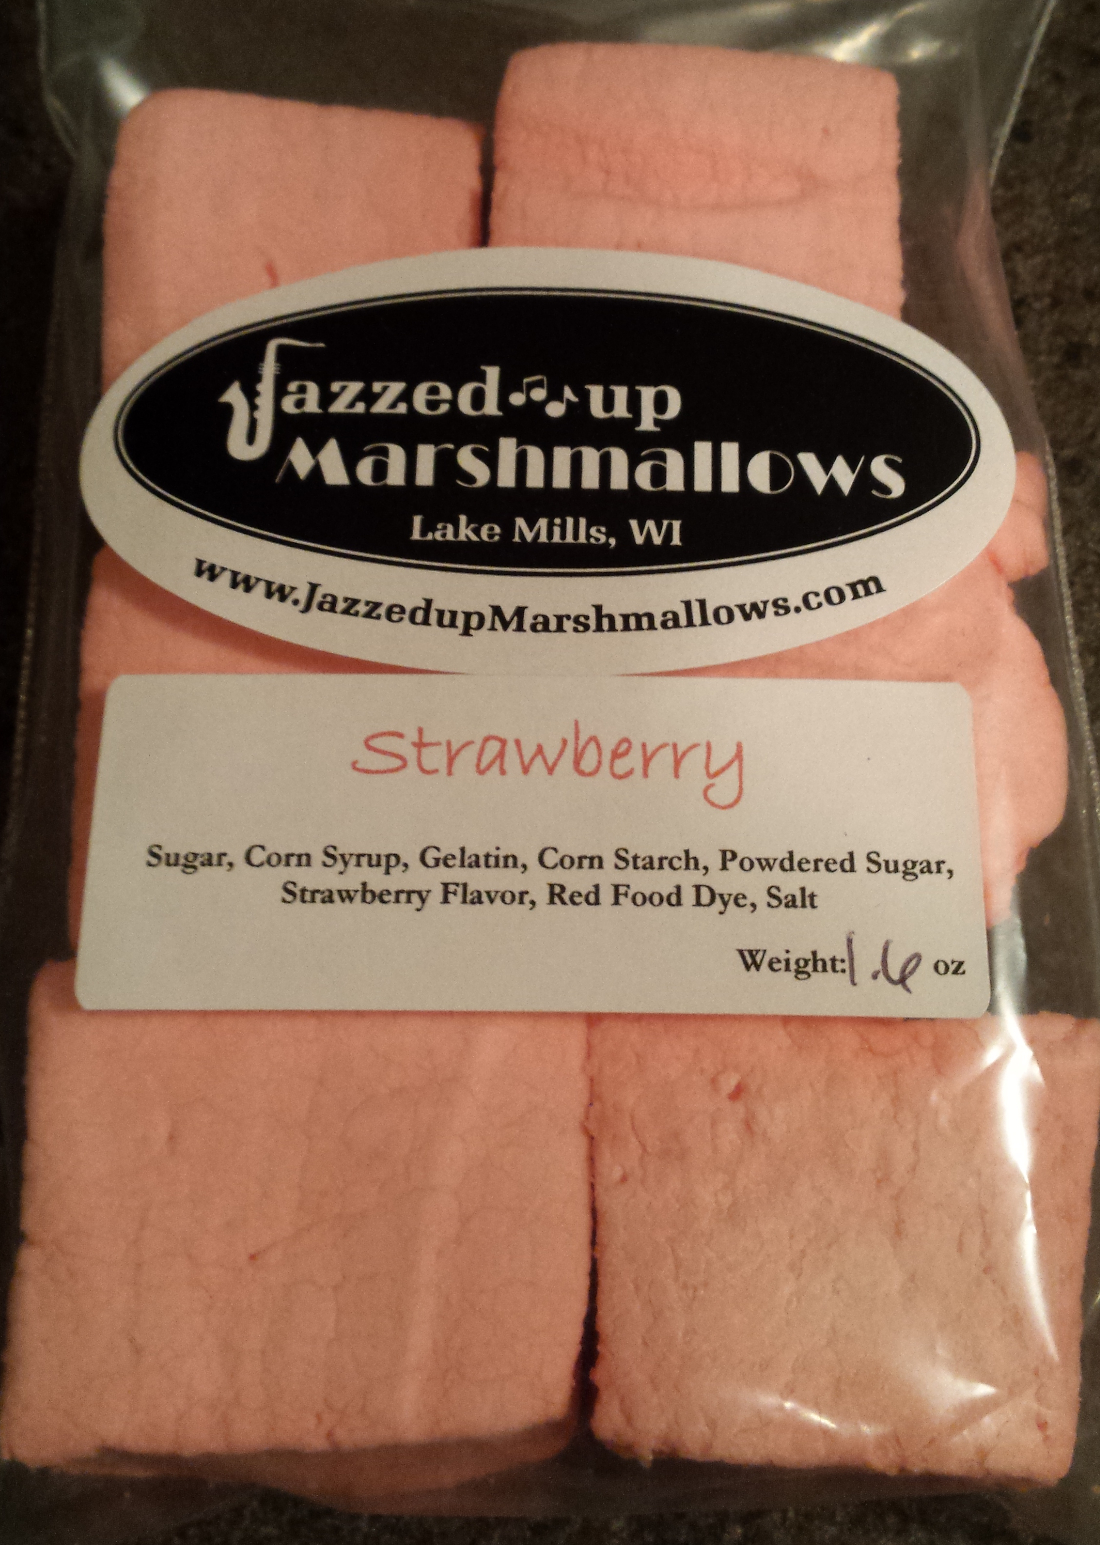 Jazzed up
Marshmallows
Lake Mills, WI
www.JazzedupMarshmallows.com
Strawberry
Sugar, Corn Syrup, Gelatin, Corn Starch, Powdered Sugar,
Strawberry Flavor, Red Food Dye, Salt
Weight: 1.6 oz